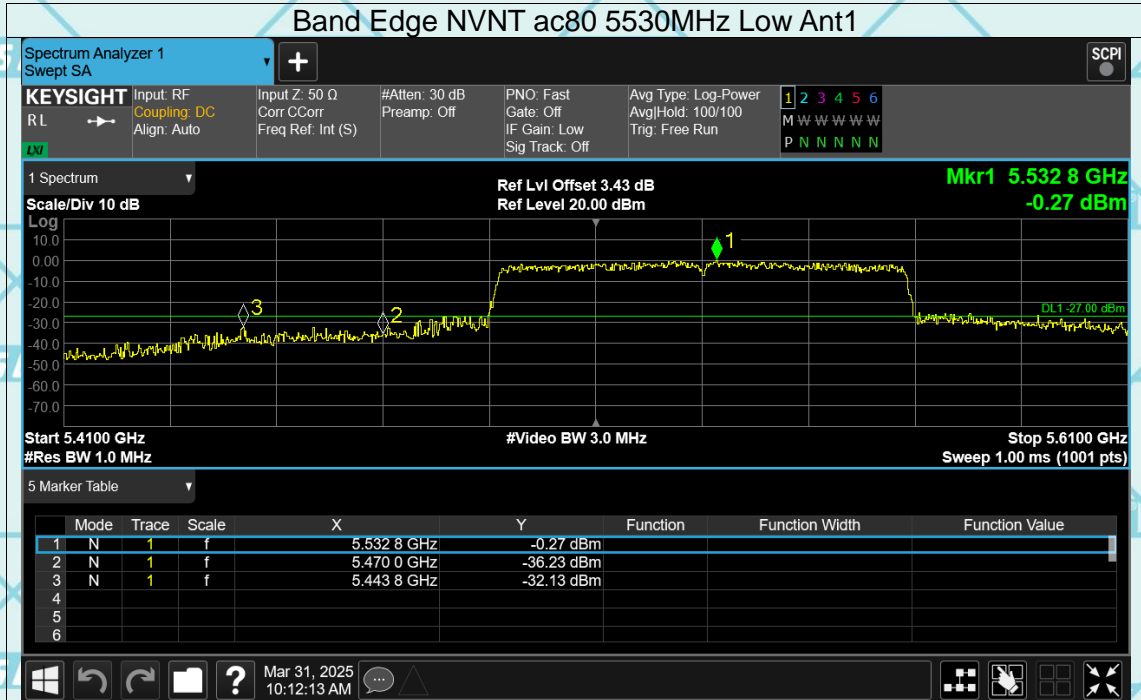 Band Edge NVNT ac80 5530MHz Low Ant1
Spectrum Analyzer 1
Swept SA
+
SCPI
KEYSIGHT
R L
LXI
Input: RF
Coupling: DC
Align: Auto
Input Z: 50 Ω
Corr CCorr
Freq Ref: Int (S)
#Atten: 30 dB
Preamp: Off
PNO: Fast
Gate: Off
IF Gain: Low
Sig Track: Off
Avg Type: Log-Power
Avg|Hold: 100/100
Trig: Free Run
1 2 3 4 5 6
M W W W W W
P N N N N N
1 Spectrum
Scale/Div 10 dB
Ref Lvl Offset 3.43 dB
Ref Level 20.00 dBm
Mkr1 5.532 8 GHz
-0.27 dBm
Log
10.0
0.00
-10.0
-20.0
-30.0
-40.0
-50.0
-60.0
-70.0
1
2
3
DL1 -27.00 dBm
Start 5.4100 GHz
#Res BW 1.0 MHz
#Video BW 3.0 MHz
Stop 5.6100 GHz
Sweep 1.00 ms (1001 pts)
5 Marker Table
Mode Trace Scale X Y Function Function Width Function Value
1 N 1 f 5.532 8 GHz -0.27 dBm
2 N 1 f 5.470 0 GHz -36.23 dBm
3 N 1 f 5.443 8 GHz -32.13 dBm
4
5
6
?
Mar 31, 2025
10:12:13 AM